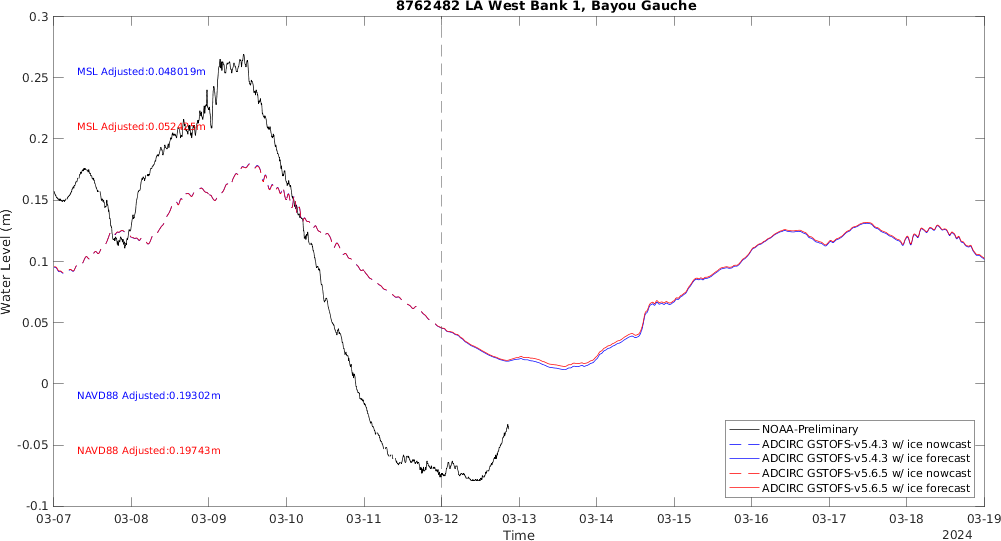 8762482 LA West Bank 1, Bayou Gauche
0.3
0.25
0.2
0.15
0.1
0.05
0
-0.05
-0.1
Water Level (m)
MSL Adjusted:0.048019m
MSL Adjusted:
NAVD88 Adjusted:0.19302m
NAVD88 Adjusted:0.19743m
NOAA-Preliminary
ADCIRC GSTOFS-v5.4.3 w/ ice nowcast
ADCIRC GSTOFS-v5.4.3 w/ ice forecast
ADCIRC GSTOFS-v5.6.5 w/ ice nowcast
ADCIRC GSTOFS-v5.6.5 w/ ice forecast
03-07 03-08 03-09 03-10 03-11 03-12 03-13 03-14 03-15 03-16 03-17 03-18 03-19
Time
2024